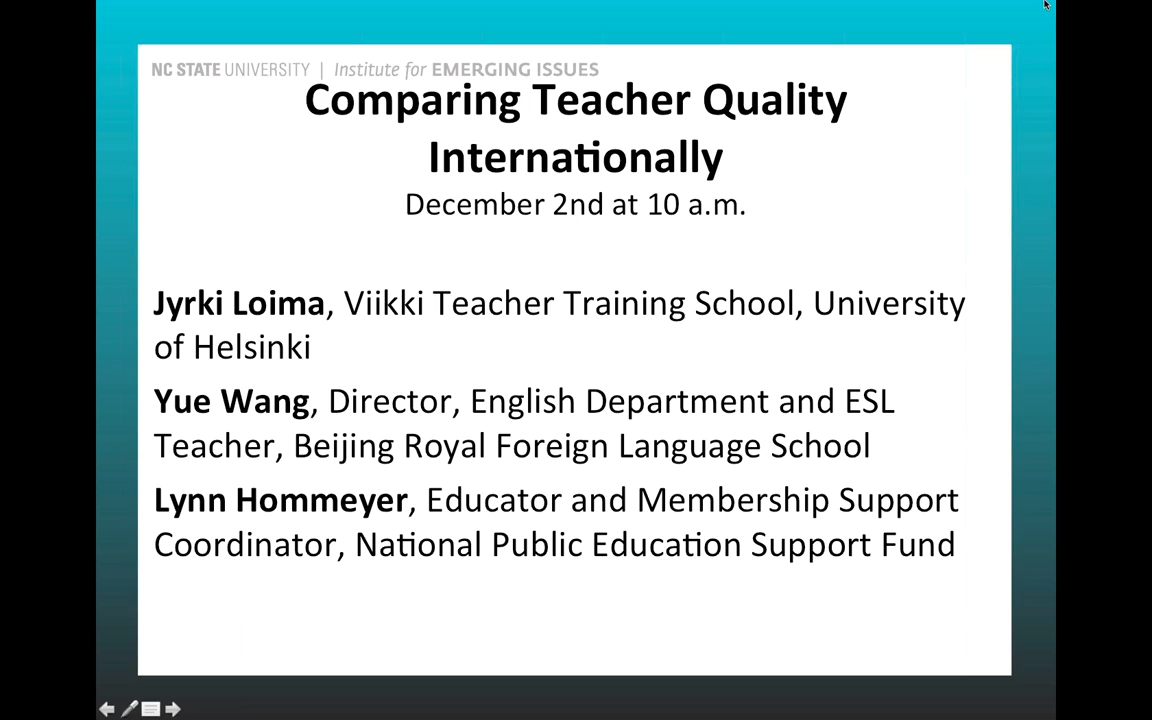 NC STATE UNIVERSITY | Institute for EMERGING ISSUES
Comparing Teacher Quality
Internationally
December 2nd at 10 a.m.
Jyrki Loima, Viikki Teacher Training School, University
of Helsinki
Yue Wang, Director, English Department and ESL
Teacher, Beijing Royal Foreign Language School
Lynn Hommeyer, Educator and Membership Support
Coordinator, National Public Education Support Fund